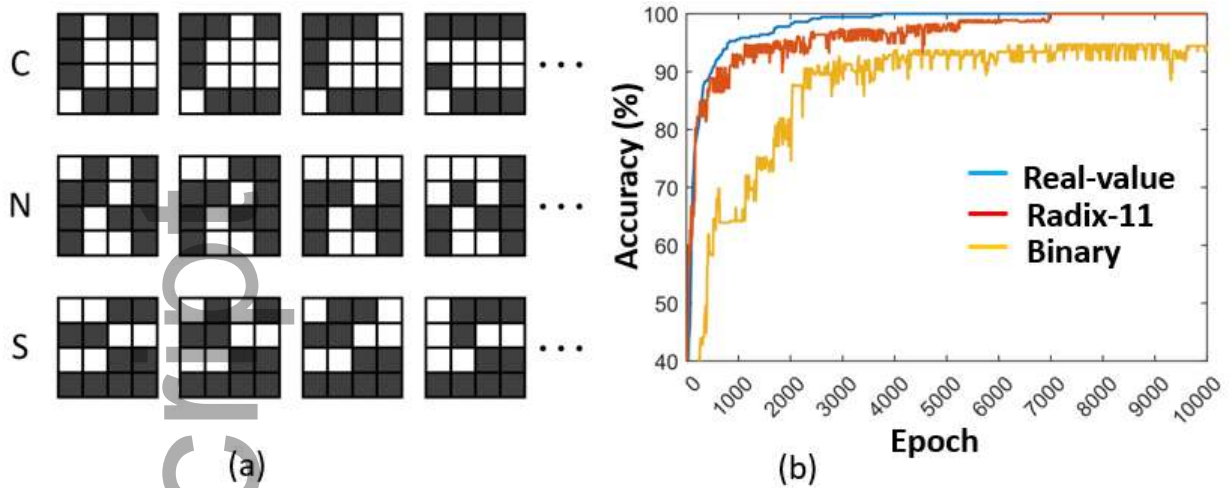 C
...
N
...
S
...
(a)
cript
Accuracy (%)
100
90
80
70
60
50
40
Real-value
Radix-11
Binary
0
1000
2000
3000
4000
5000
6000
7000
8000
9000
10000
Epoch
(b)